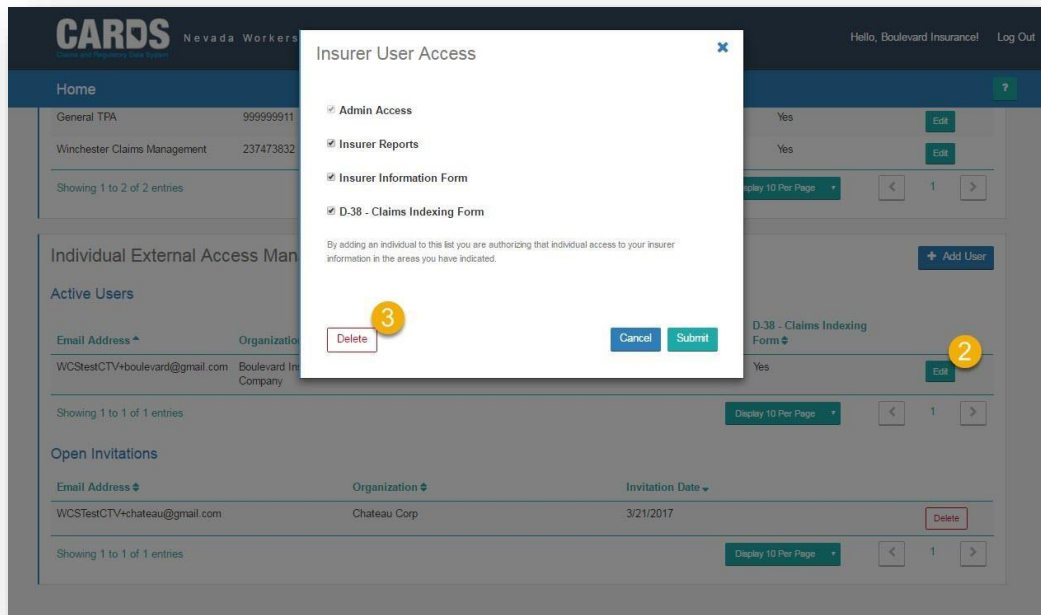 CARDS Nevada Workers
Claims and Regulatory Data System
Hello, Boulevard Insurance! Log Out
Home ?
General TPA 999999911 Yes Edit
Winchester Claims Management 237473832 Yes Edit
Showing 1 to 2 of 2 entries splay 10 Per Page < 1 >
Insurer User Access ×
Admin Access
Insurer Reports
Insurer Information Form
D-38 - Claims Indexing Form
By adding an individual to this list you are authorizing that individual access to your insurer
information in the areas you have indicated.
3
Delete Cancel Submit
Individual External Access Man + Add User
Active Users
D-38 - Claims Indexing
Email Address Organizatio Form
2
WCStestCTV+boulevard@gmail.com Boulevard In Yes Edit
Company
Showing 1 to 1 of 1 entries Display 10 Per Page < 1 >
Open Invitations
Email Address Organization Invitation Date
WCSTestCTV+chateau@gmail.com Chateau Corp 3/21/2017 Delete
Showing 1 to 1 of 1 entries Display 10 Per Page < 1 >